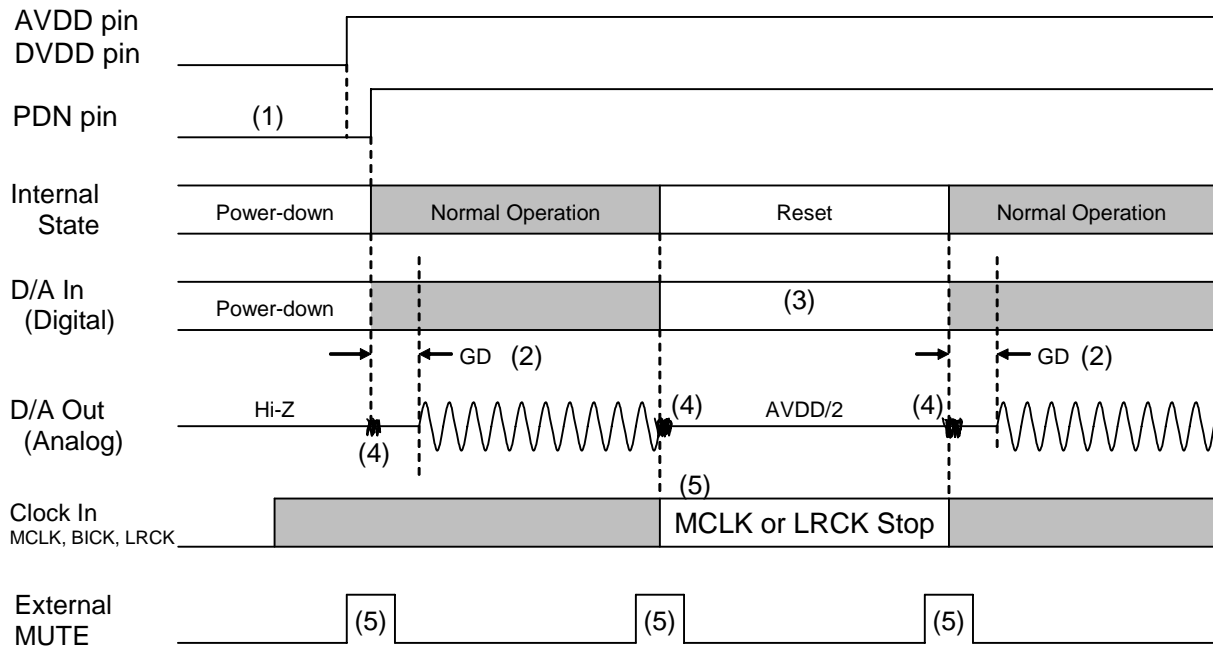 AVDD pin
DVDD pin
PDN pin
(1)
Internal
State
Power-down
Normal Operation
Reset
Normal Operation
D/A In
(Digital)
Power-down
(3)
GD (2)
GD (2)
D/A Out
(Analog)
Hi-Z
(4)
(4)
AVDD/2
(4)
Clock In
MCLK, BICK, LRCK
(5)
MCLK or LRCK Stop
External
MUTE
(5)
(5)
(5)